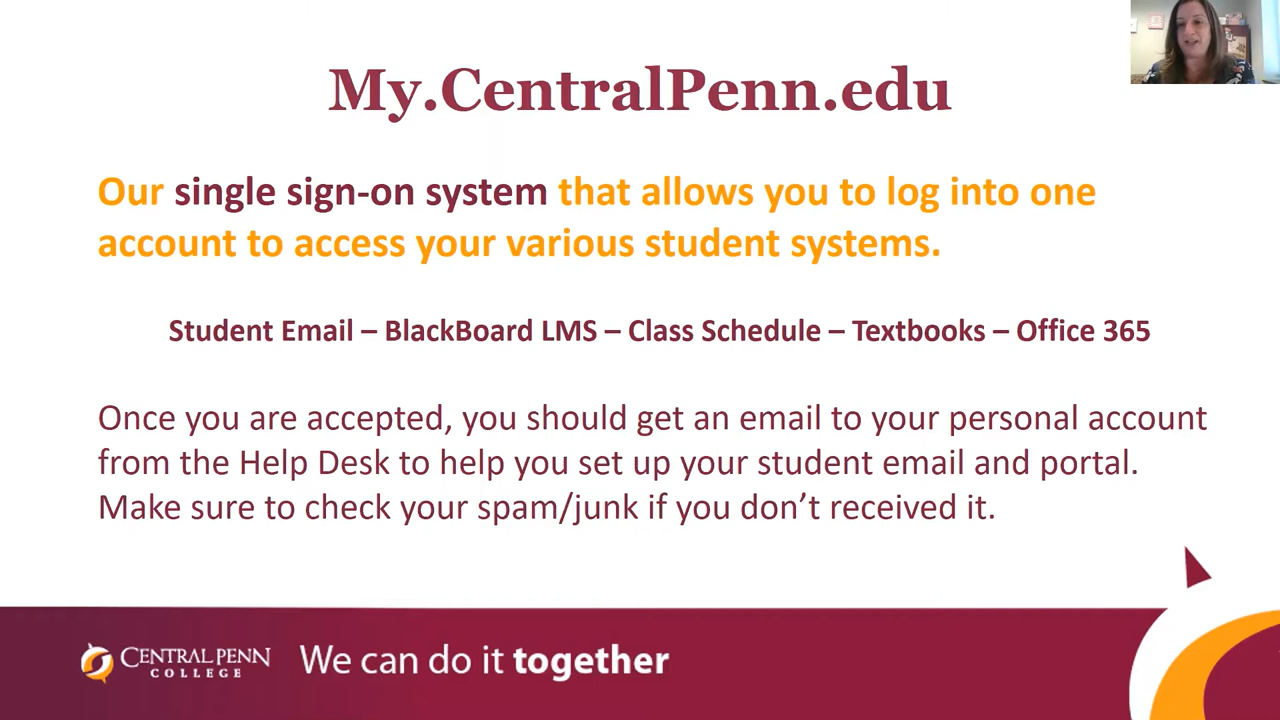 My.CentralPenn.edu
Our single sign-on system that allows you to log into one
account to access your various student systems.
Student Email – BlackBoard LMS – Class Schedule – Textbooks – Office 365
Once you are accepted, you should get an email to your personal account
from the Help Desk to help you set up your student email and portal.
Make sure to check your spam/junk if you don’t received it.
CENTRAL PENN
COLLEGE
We can do it together